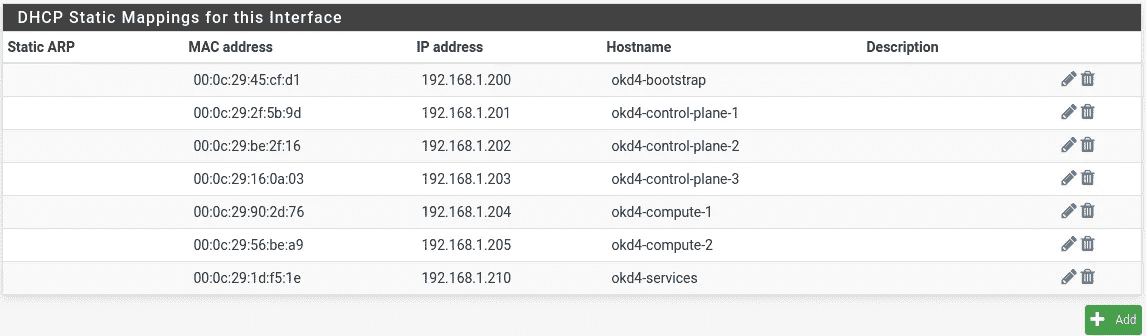 DHCP Static Mappings for this Interface
Static ARP MAC address IP address Hostname Description
00:0c:29:45:cf:d1 192.168.1.200 okd4-bootstrap
00:0c:29:2f:5b:9d 192.168.1.201 okd4-control-plane-1
00:0c:29:be:2f:16 192.168.1.202 okd4-control-plane-2
00:0c:29:16:0a:03 192.168.1.203 okd4-control-plane-3
00:0c:29:90:2d:76 192.168.1.204 okd4-compute-1
00:0c:29:56:be:a9 192.168.1.205 okd4-compute-2
00:0c:29:1d:f5:1e 192.168.1.210 okd4-services
Add